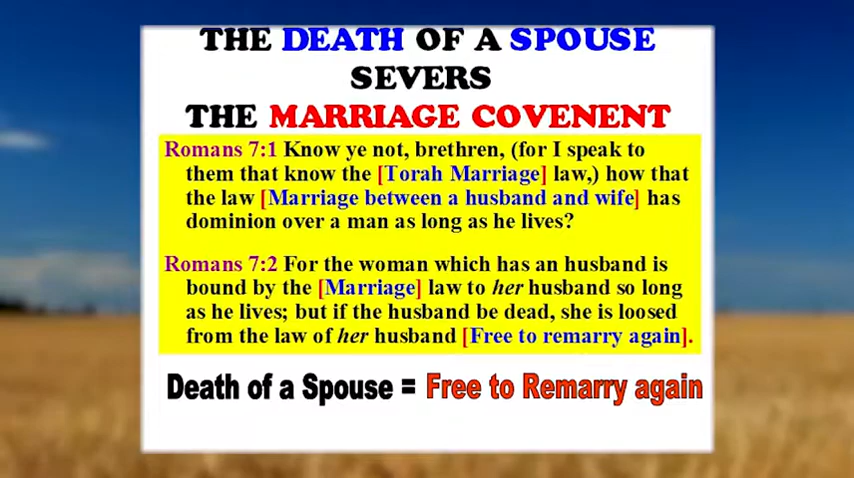 THE DEATH OF A SPOUSE
SEVERS
THE MARRIAGE COVENENT
Romans 7:1 Know ye not, brethren, (for I speak to
them that know the [Torah Marriage] law,) how that
the law [Marriage between a husband and wife] has
dominion over a man as long as he lives?
Romans 7:2 For the woman which has an husband is
bound by the [Marriage] law to her husband so long
as he lives; but if the husband be dead, she is loosed
from the law of her husband [Free to remarry again].
Death of a Spouse = Free to Remarry again